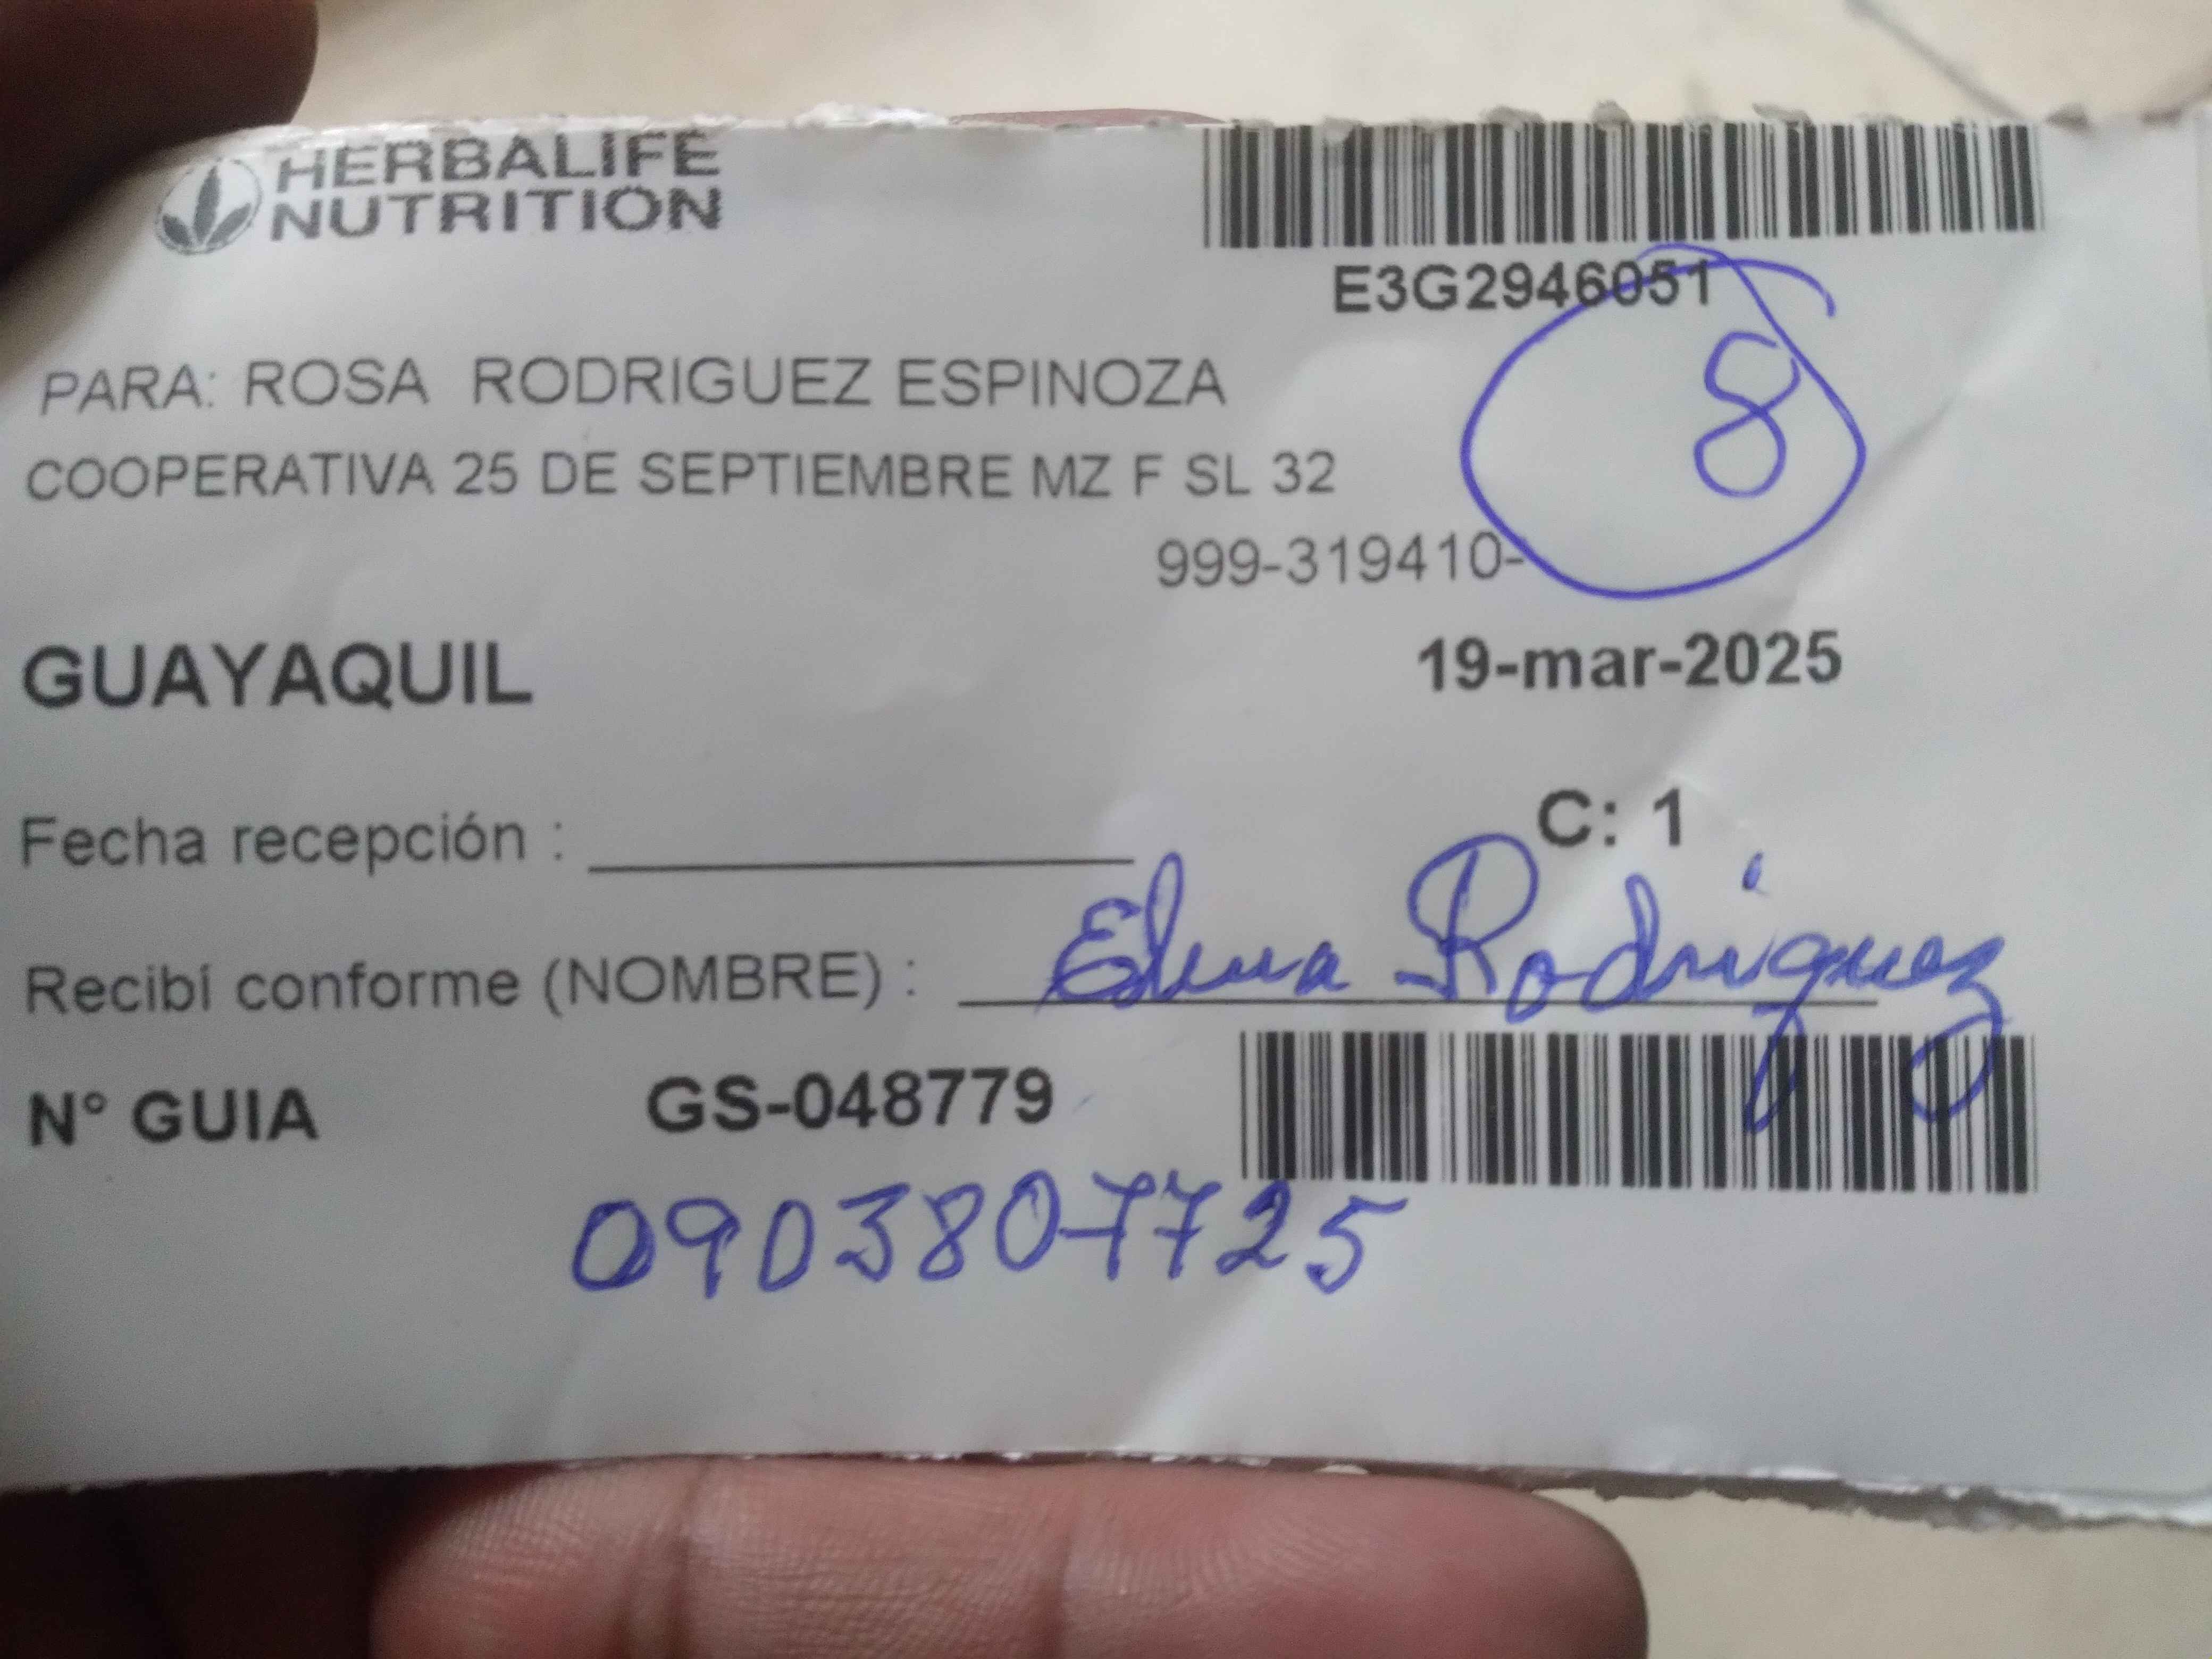 HERBALIFE
NUTRITION
E3G2946051
8
PARA: ROSA RODRIGUEZ ESPINOZA
COOPERATIVA 25 DE SEPTIEMBRE MZ F SL 32
999-319410-
GUAYAQUIL
19-mar-2025
C: 1
Fecha recepción :
Recibí conforme (NOMBRE) : Elena Rodriguez
N° GUIA GS-048779
0903807725